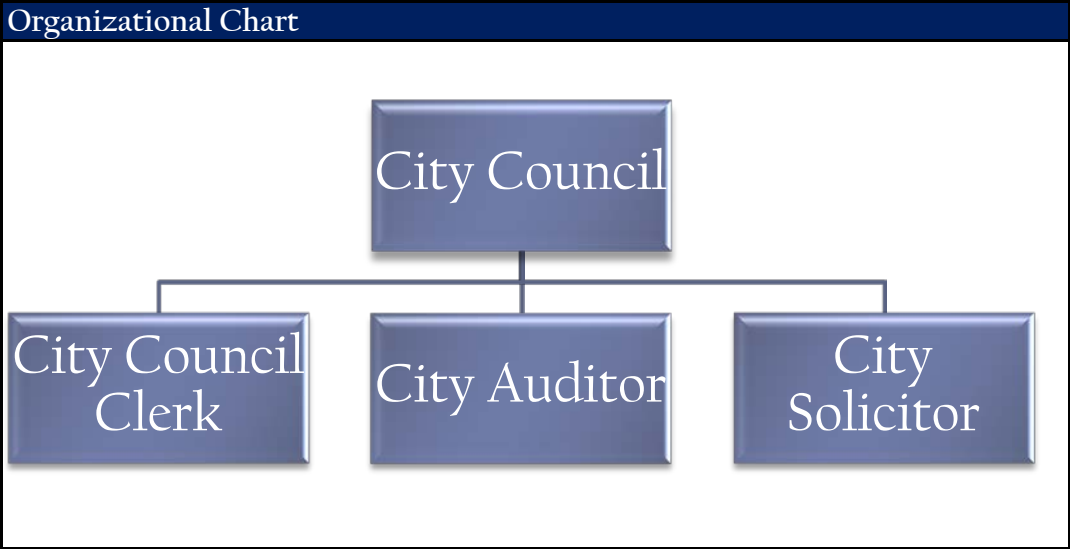 Organizational Chart
City Council
City Council
Clerk
City Auditor
City
Solicitor